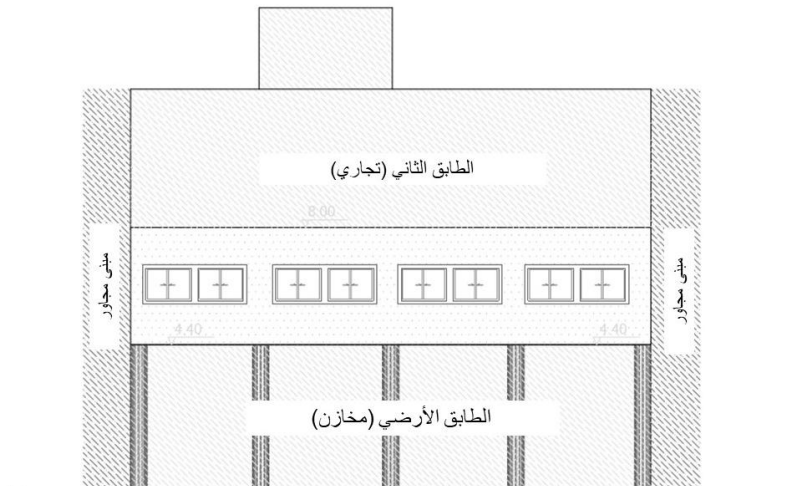 الطابق الثاني (تجاري)
8.00
مبنى مجاور
مبنى مجاور
4.40
4.40
الطابق الأرضي (مخازن)